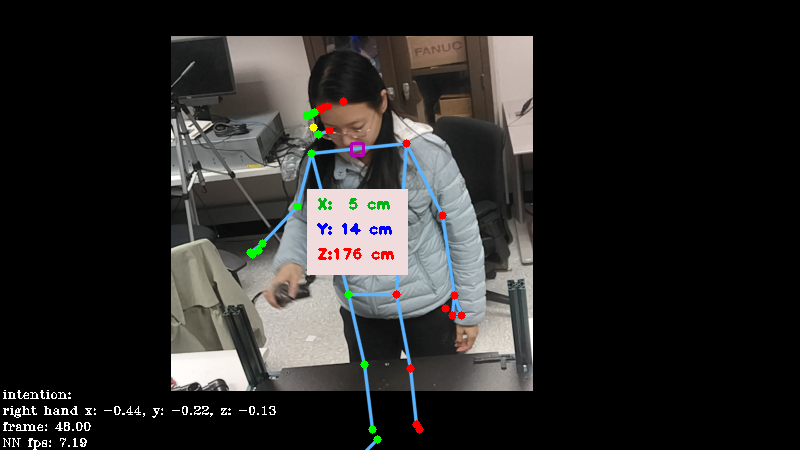 FANUC
X: 5 cm
Y: 14 cm
Z:176 cm
intention:
right hand x: −0.44, y: −0.22, z: −0.13
frame: 48.00
NN fps: 7.19